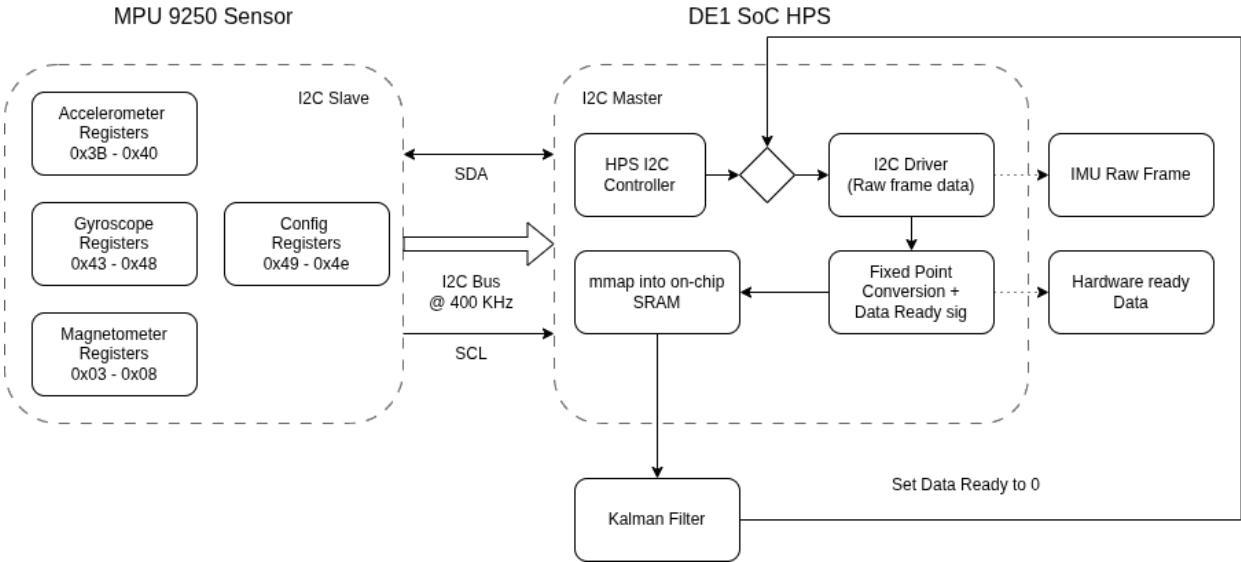 MPU 9250 Sensor
DE1 SoC HPS
I2C Slave
Accelerometer
Registers
0x3B - 0x40
Gyroscope
Registers
0x43 - 0x48
Config
Registers
0x49 - 0x4e
Magnetometer
Registers
0x03 - 0x08
SDA
I2C Bus
@ 400 KHz
SCL
I2C Master
HPS I2C
Controller
I2C Driver
(Raw frame data)
IMU Raw Frame
mmap into on-chip
SRAM
Fixed Point
Conversion +
Data Ready sig
Hardware ready
Data
Kalman Filter
Set Data Ready to 0